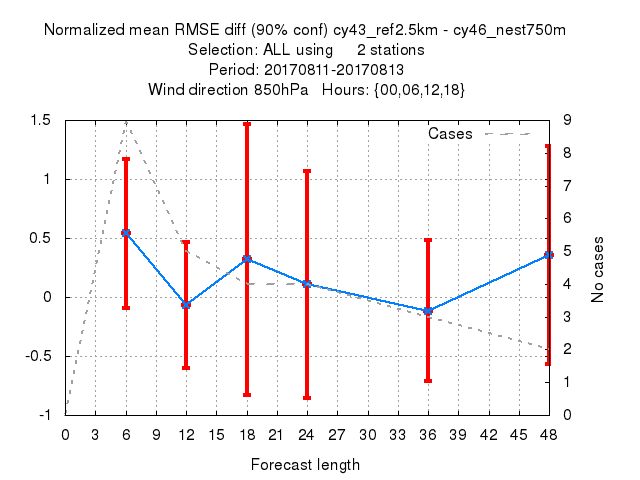 Normalized mean RMSE diff (90% conf) cy43_ref2.5km - cy46_nest750m
Selection: ALL using 2 stations
Period: 20170811-20170813
Wind direction 850hPa Hours: {00,06,12,18}
Cases
1.5
1
0.5
0
-0.5
-1
9
8
7
6
5
4
3
2
1
0
No cases
0 3 6 9 12 15 18 21 24 27 30 33 36 39 42 45 48
Forecast length